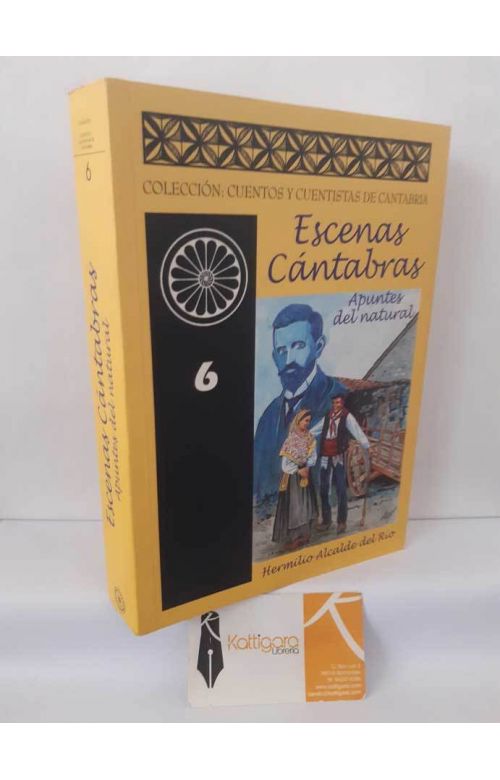 6
Escenas Cántabras
Apuntes del natural
COLECCIÓN: CUENTOS Y CUENTISTAS DE CANTABRIA
Escenas
Cántabras
Apuntes
del natural
6
Hermilio Alcalde del Río
Kattigara
Librería